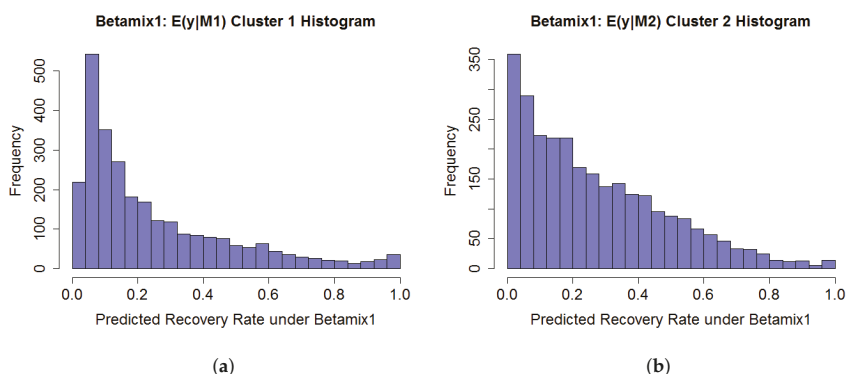 Betamix1: E(y|M1) Cluster 1 Histogram
Frequency
500
400
300
200
100
0
0.0 0.2 0.4 0.6 0.8 1.0
Predicted Recovery Rate under Betamix1
(a)
Betamix1: E(y|M2) Cluster 2 Histogram
Frequency
350
250
150
50
0
0.0 0.2 0.4 0.6 0.8 1.0
Predicted Recovery Rate under Betamix1
(b)